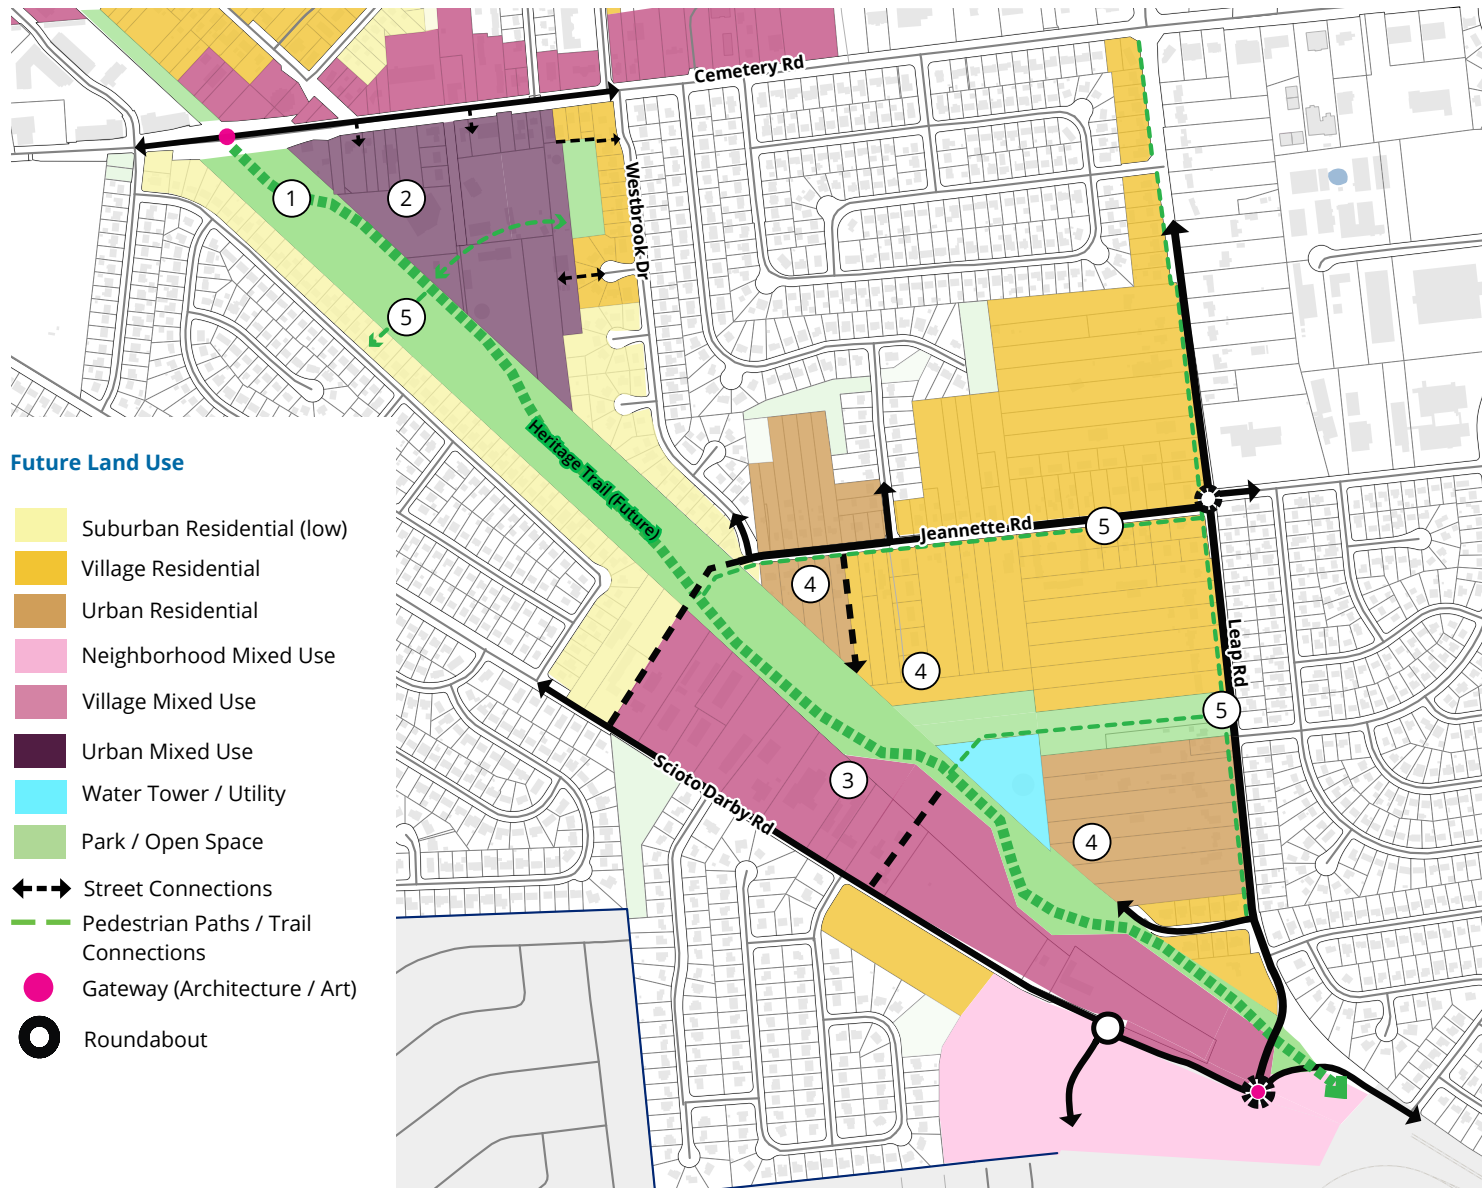 Cemetery Rd
Westbrook Dr
1
2
5
Heritage Trail (Future)
Jeannette Rd
5
4
4
Leap Rd
5
Scioto Darby Rd
3
4
Future Land Use
Suburban Residential (low)
Village Residential
Urban Residential
Neighborhood Mixed Use
Village Mixed Use
Urban Mixed Use
Water Tower / Utility
Park / Open Space
Street Connections
Pedestrian Paths / Trail
Connections
Gateway (Architecture / Art)
Roundabout